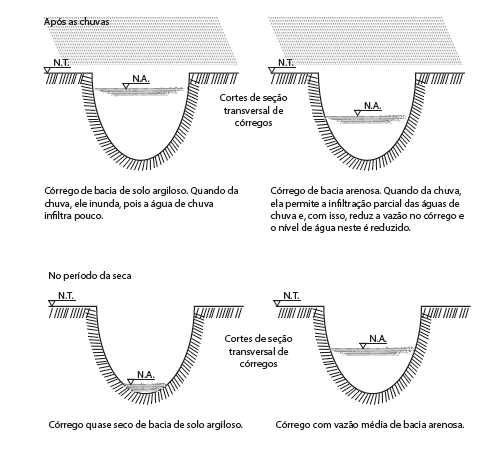 Após as chuvas
N.T.
N.T.
N.A.
N.A.
Cortes de seção
transversal de
córregos
Córrego de bacia de solo argiloso. Quando da
chuva, ele inunda, pois a água de chuva
infiltra pouco.
Córrego de bacia arenosa. Quando da chuva,
ela permite a infiltração parcial das águas de
chuva e, com isso, reduz a vazão no córrego e
o nível de água neste é reduzido.
No período da seca
N.T.
N.T.
Cortes de seção
transversal de
córregos
N.A.
N.A.
Córrego quase seco de bacia de solo argiloso.
Córrego com vazão média de bacia arenosa.